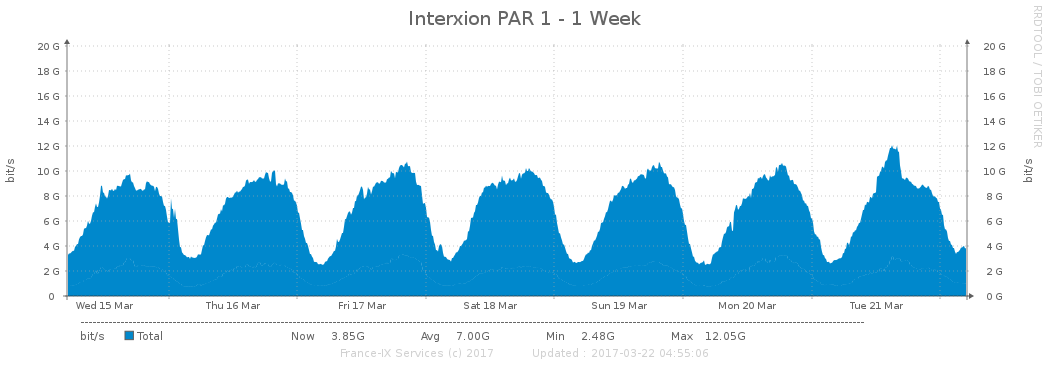 Interxion PAR 1 - 1 Week
RRDTOOL / TOBI OETIKER
bit/s
20 G 20 G
18 G 18 G
16 G 16 G
14 G 14 G
12 G 12 G
10 G 10 G
8 G 8 G
6 G 6 G
4 G 4 G
2 G 2 G
0 0 G
bit/s
Wed 15 Mar Thu 16 Mar Fri 17 Mar Sat 18 Mar Sun 19 Mar Mon 20 Mar Tue 21 Mar
bit/s Total Now 3.85G Avg 7.00G Min 2.48G Max 12.05G
France-IX Services (c) 2017 Updated : 2017-03-22 04:55:06